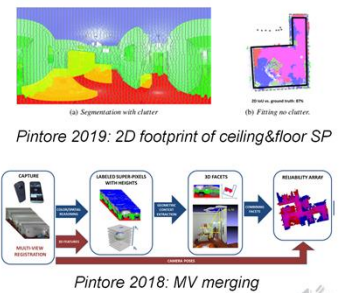 (a) Segmentation with clutter
(b) Fitting no clutter.
Pintore 2019: 2D footprint of ceiling&floor SP
CAPTURE
MULTI-VIEW
REGISTRATION
LABELED SUPER-PIXELS
WITH HEIGHTS
3D FACETS
RELIABILITY ARRAY
CAMERA POSES
Pintore 2018: MV merging